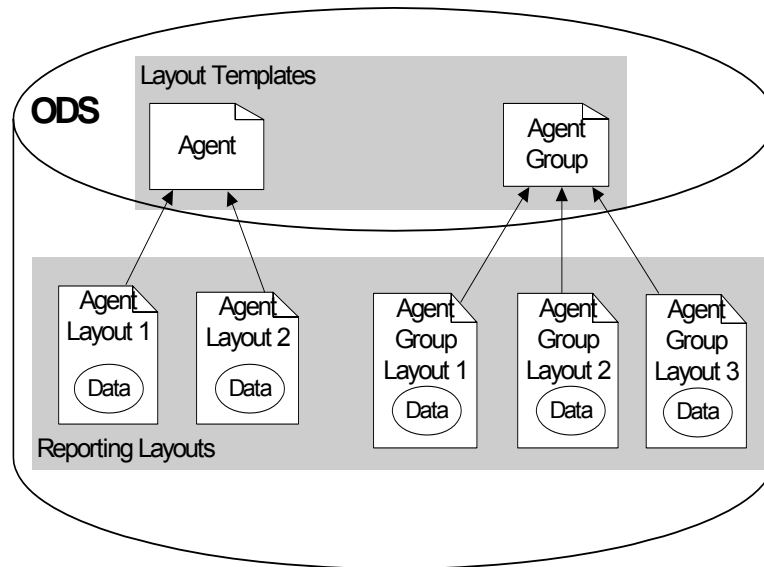 Layout Templates
ODS
Agent
Agent
Group
Agent
Layout 1
Data
Agent
Layout 2
Data
Agent
Group
Layout 1
Data
Agent
Group
Layout 2
Data
Agent
Group
Layout 3
Data
Reporting Layouts